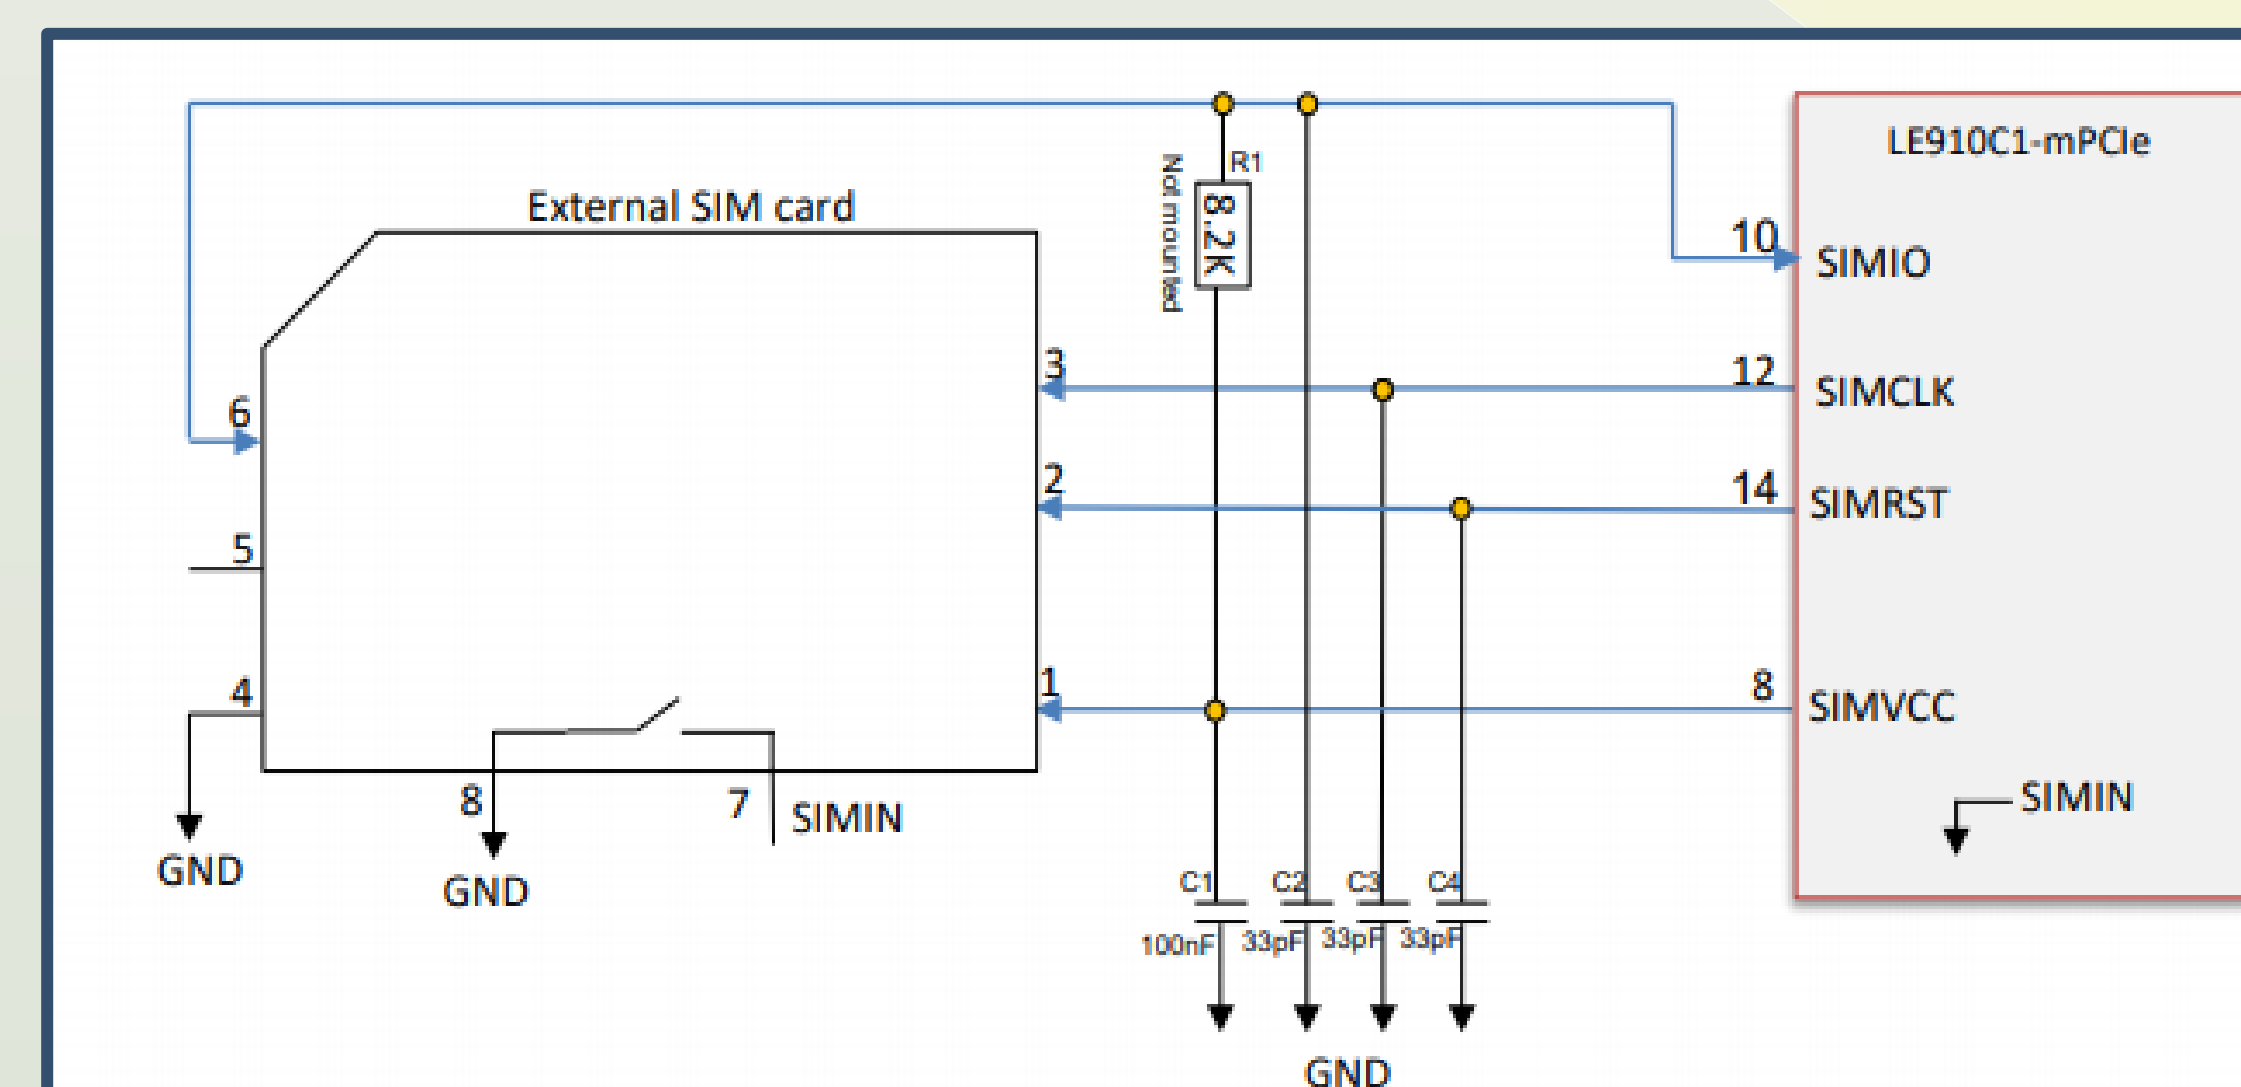 LE910C1-mPCIe
R1
Not mounted
8.2K
External SIM card
10
SIMIO
3
12
SIMCLK
6
2
14
SIMRST
5
4
1
8
SIMVCC
8
7
SIMIN
SIMIN
GND
GND
C1
C2
C3
C4
100nF
33pF
33pF
33pF
GND